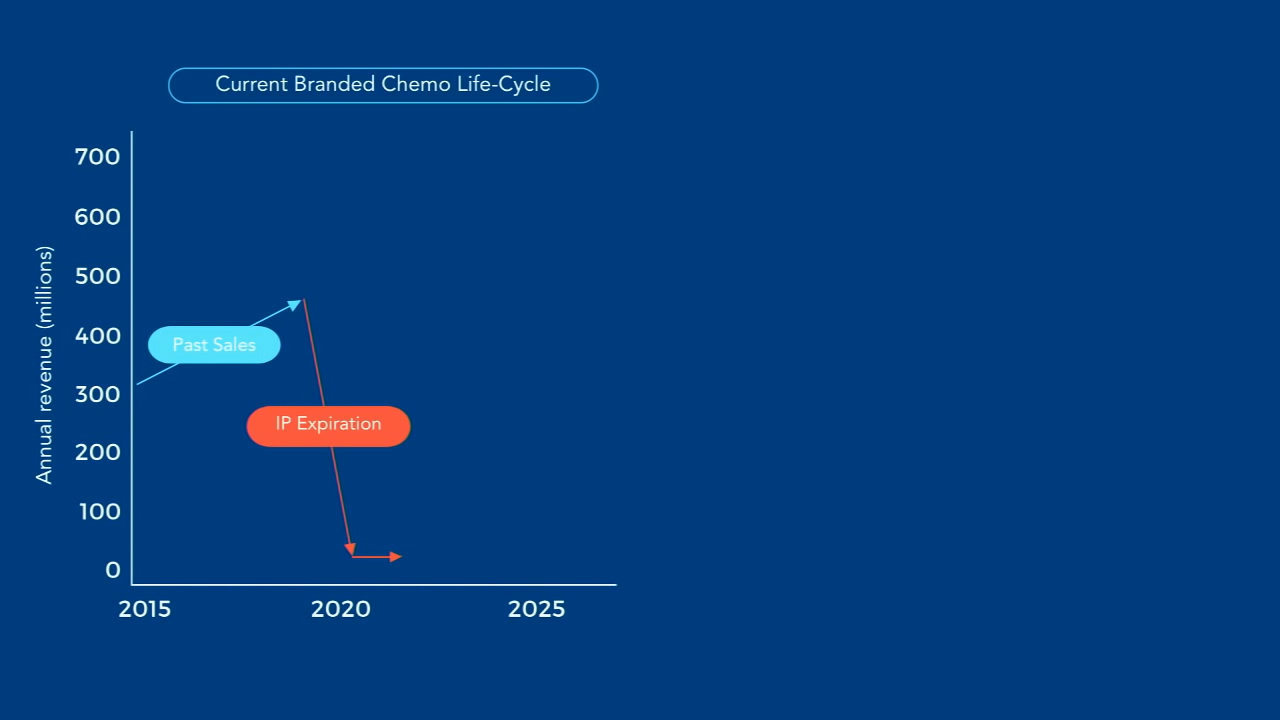 Current Branded Chemo Life-Cycle
Annual revenue (millions)
700
600
500
400
300
200
100
0
Past Sales
IP Expiration
2015
2020
2025